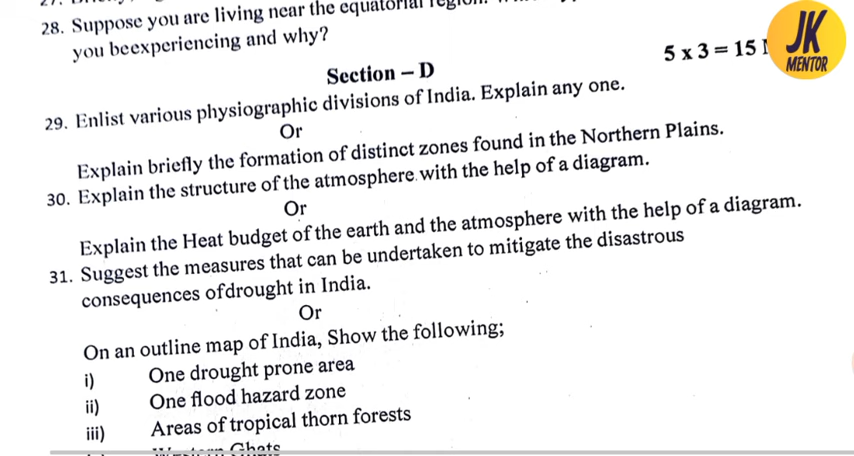 28. Suppose you are living near the equatorial region.
you beexperiencing and why?
5 x 3 = 15
JK
MENTOR
Section – D
29. Enlist various physiographic divisions of India. Explain any one.
Or
Explain briefly the formation of distinct zones found in the Northern Plains.
30. Explain the structure of the atmosphere with the help of a diagram.
Or
Explain the Heat budget of the earth and the atmosphere with the help of a diagram.
31. Suggest the measures that can be undertaken to mitigate the disastrous
consequences of drought in India.
Or
On an outline map of India, Show the following;
i) One drought prone area
ii) One flood hazard zone
iii) Areas of tropical thorn forests
Western Ghats